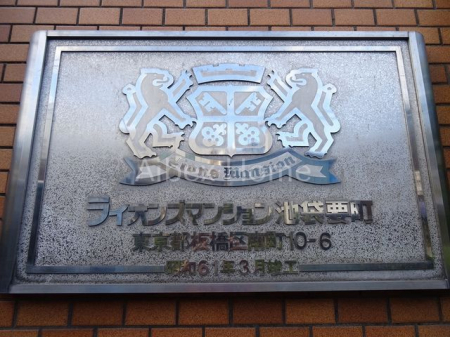 Lions Mansion
ライオンズマンション池袋要町
東京都板橋区南町10-6
昭和61年3月竣工